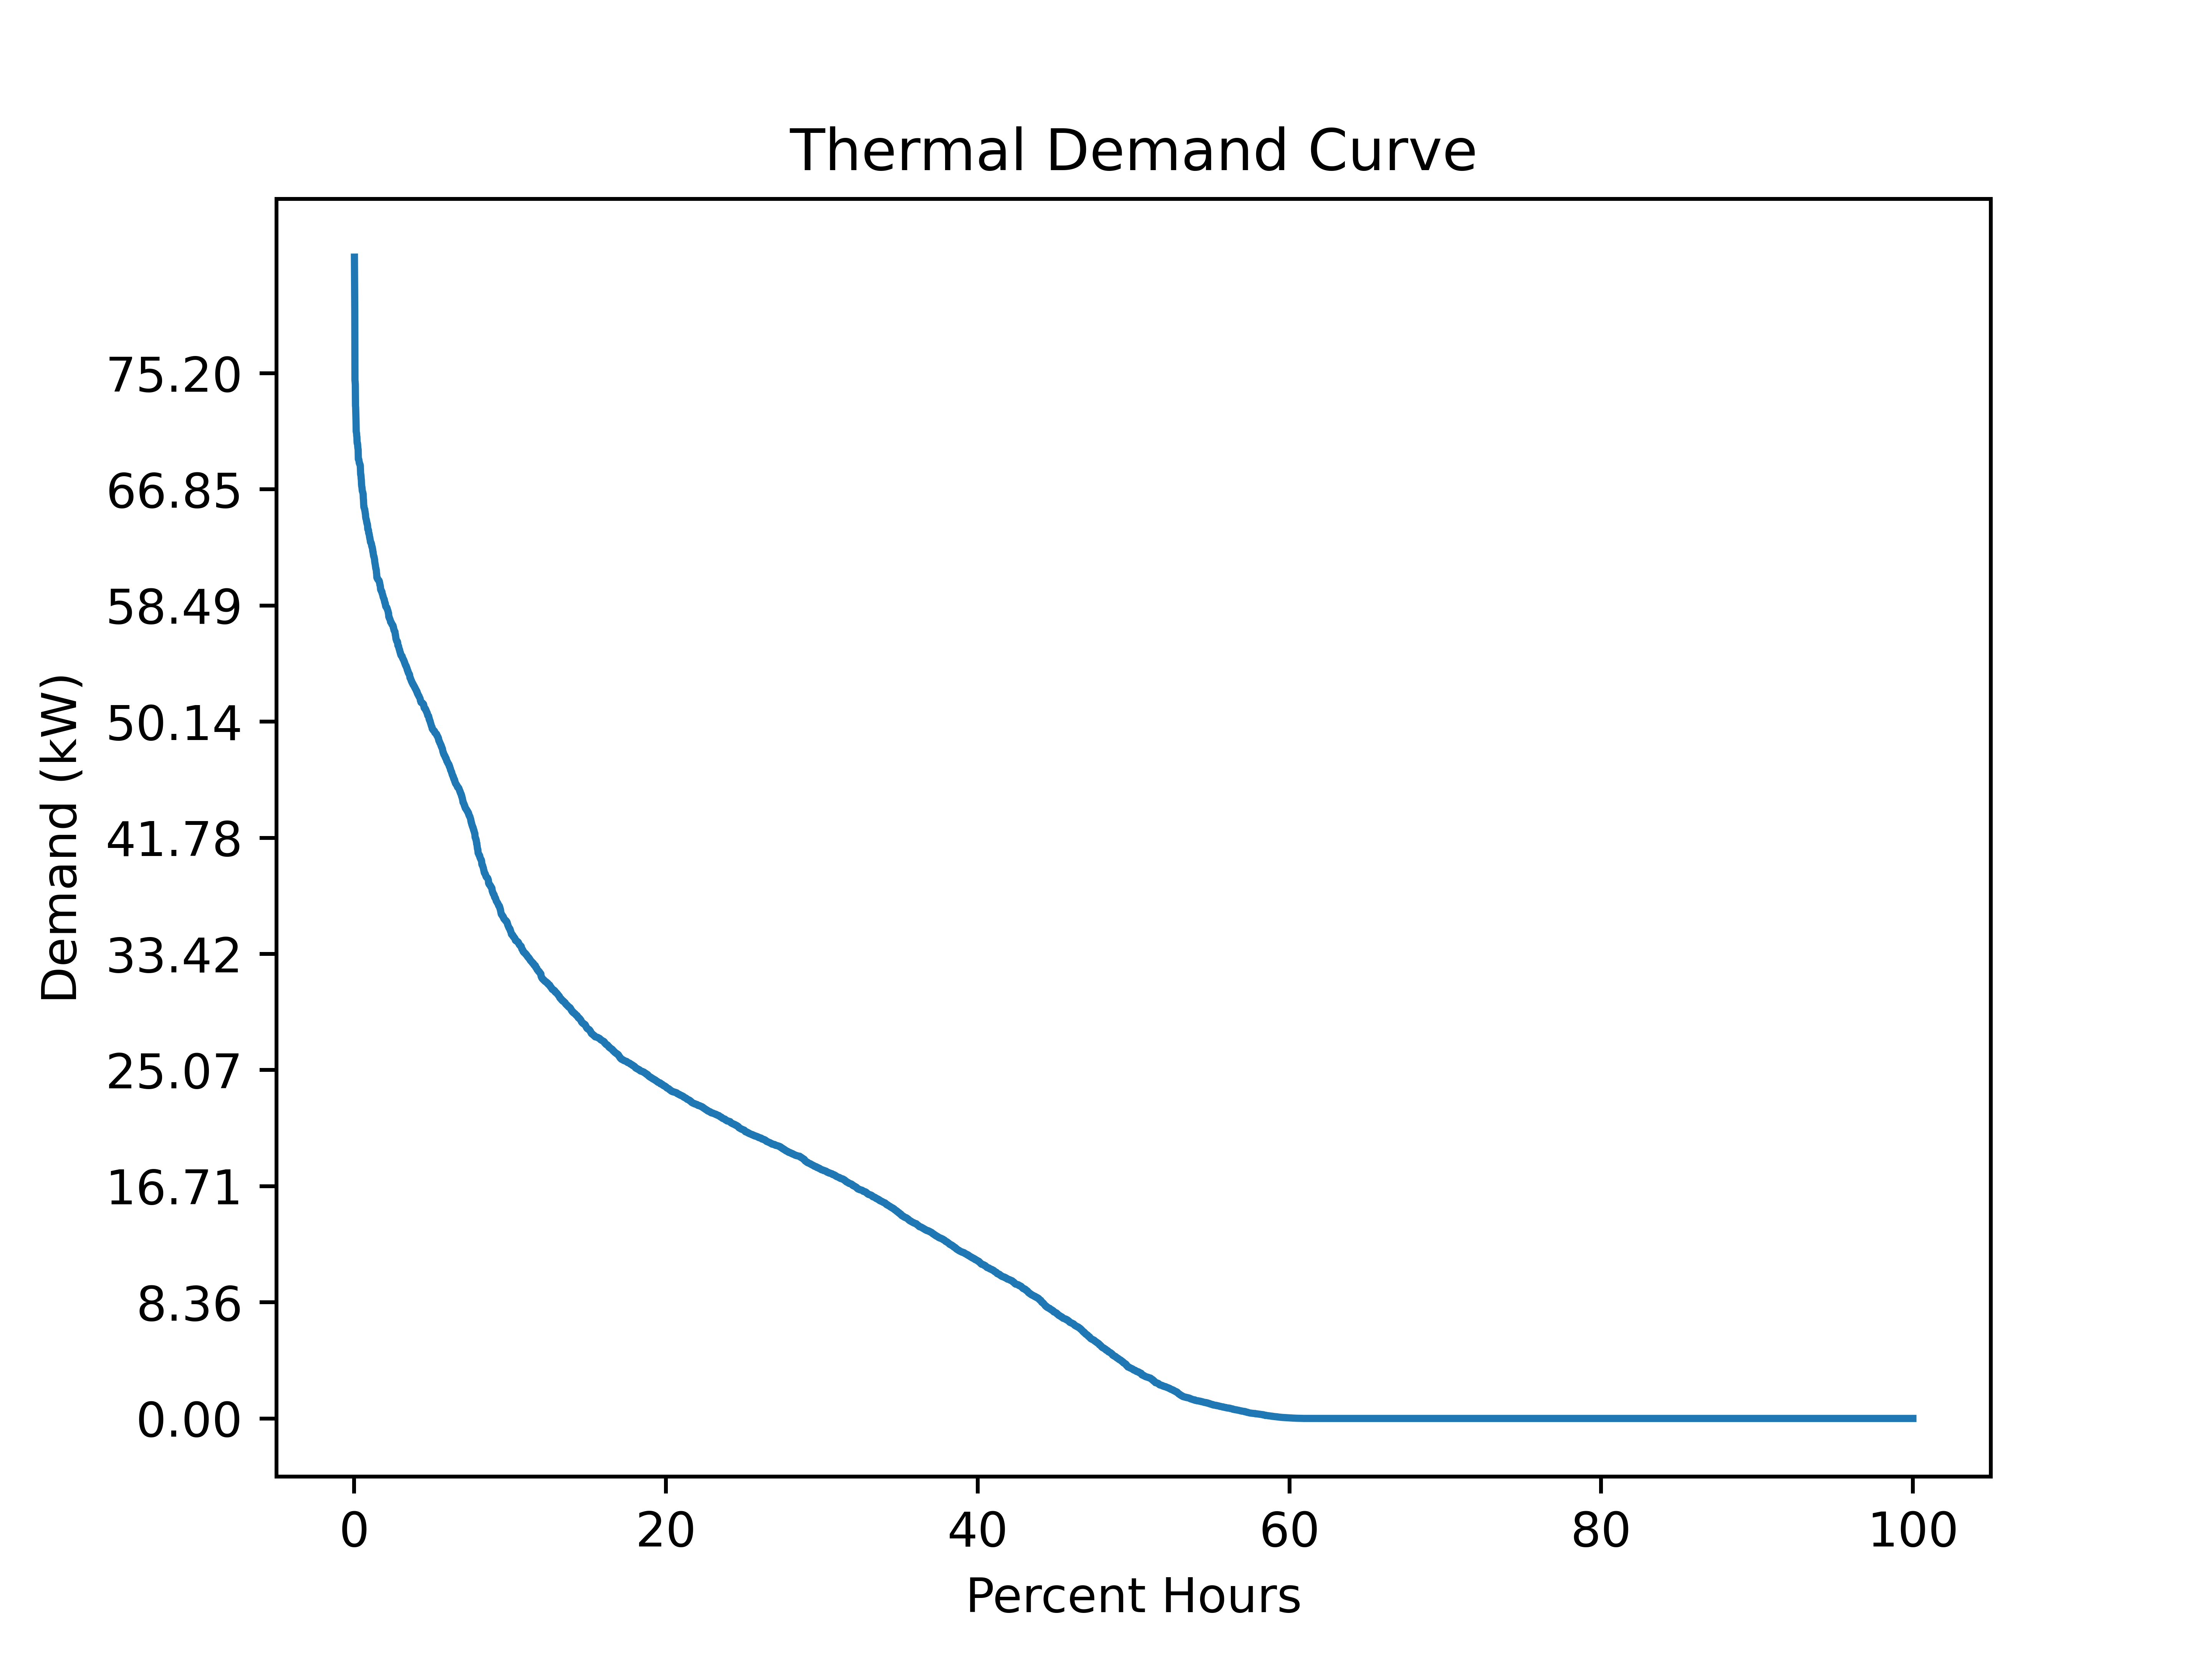 Thermal Demand Curve
Demand (kW)
75.20
66.85
58.49
50.14
41.78
33.42
25.07
16.71
8.36
0.00
0 20 40 60 80 100
Percent Hours